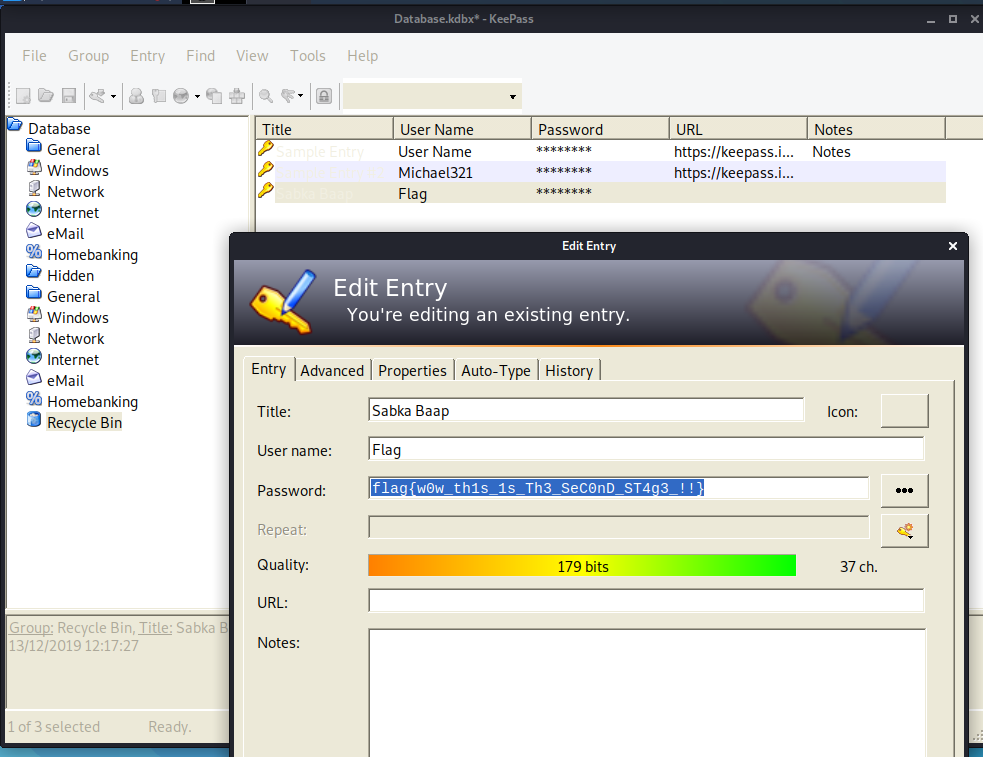 Database.kdbx* - KeePass
File Group Entry Find View Tools Help
Title User Name Password URL Notes
Sample Entry User Name ******** https://keepass.i... Notes
Michael321 ******** https://keepass.i...
Sabka Baap Flag ********
Database
General
Windows
Network
Internet
eMail
Homebanking
Hidden
General
Windows
Network
Internet
eMail
Homebanking
Recycle Bin
Edit Entry
Edit Entry
You're editing an existing entry.
Entry Advanced Properties Auto-Type History
Title: Sabka Baap Icon:
User name: Flag
Password: flag{w0w_th1s_1s_Th3_SeC0nD_ST4g3_!!}
Repeat:
Quality: 179 bits 37 ch.
URL:
Notes:
Group: Recycle Bin, Title: Sabka B
13/12/2019 12:17:27
1 of 3 selected Ready.